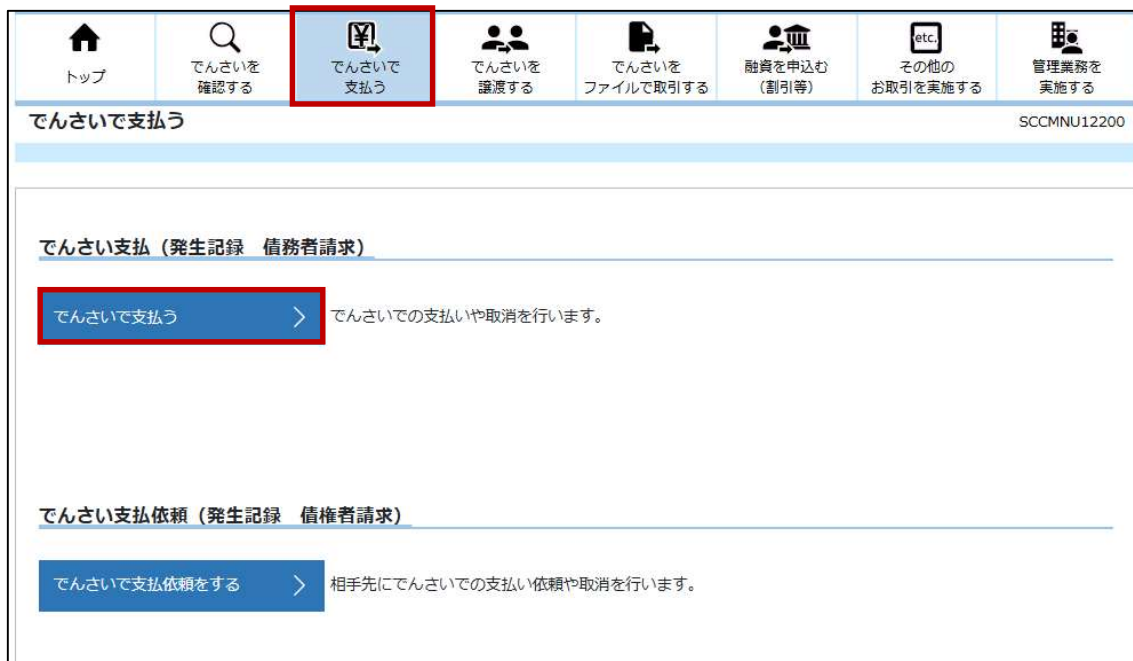 トップ
でんさいを
確認する
でんさいで
支払う
でんさいを
譲渡する
でんさいを
ファイルで取引する
融資を申込む
(割引等)
etc.
その他の
お取引を実施する
管理業務を
実施する
でんさいで支払う SCCMNU12200
でんさい支払(発生記録 債務者請求)
でんさいで支払う でんさいでの支払いや取消を行います。
でんさい支払依頼(発生記録 債権者請求)
でんさいで支払依頼をする 相手先にでんさいでの支払い依頼や取消を行います。